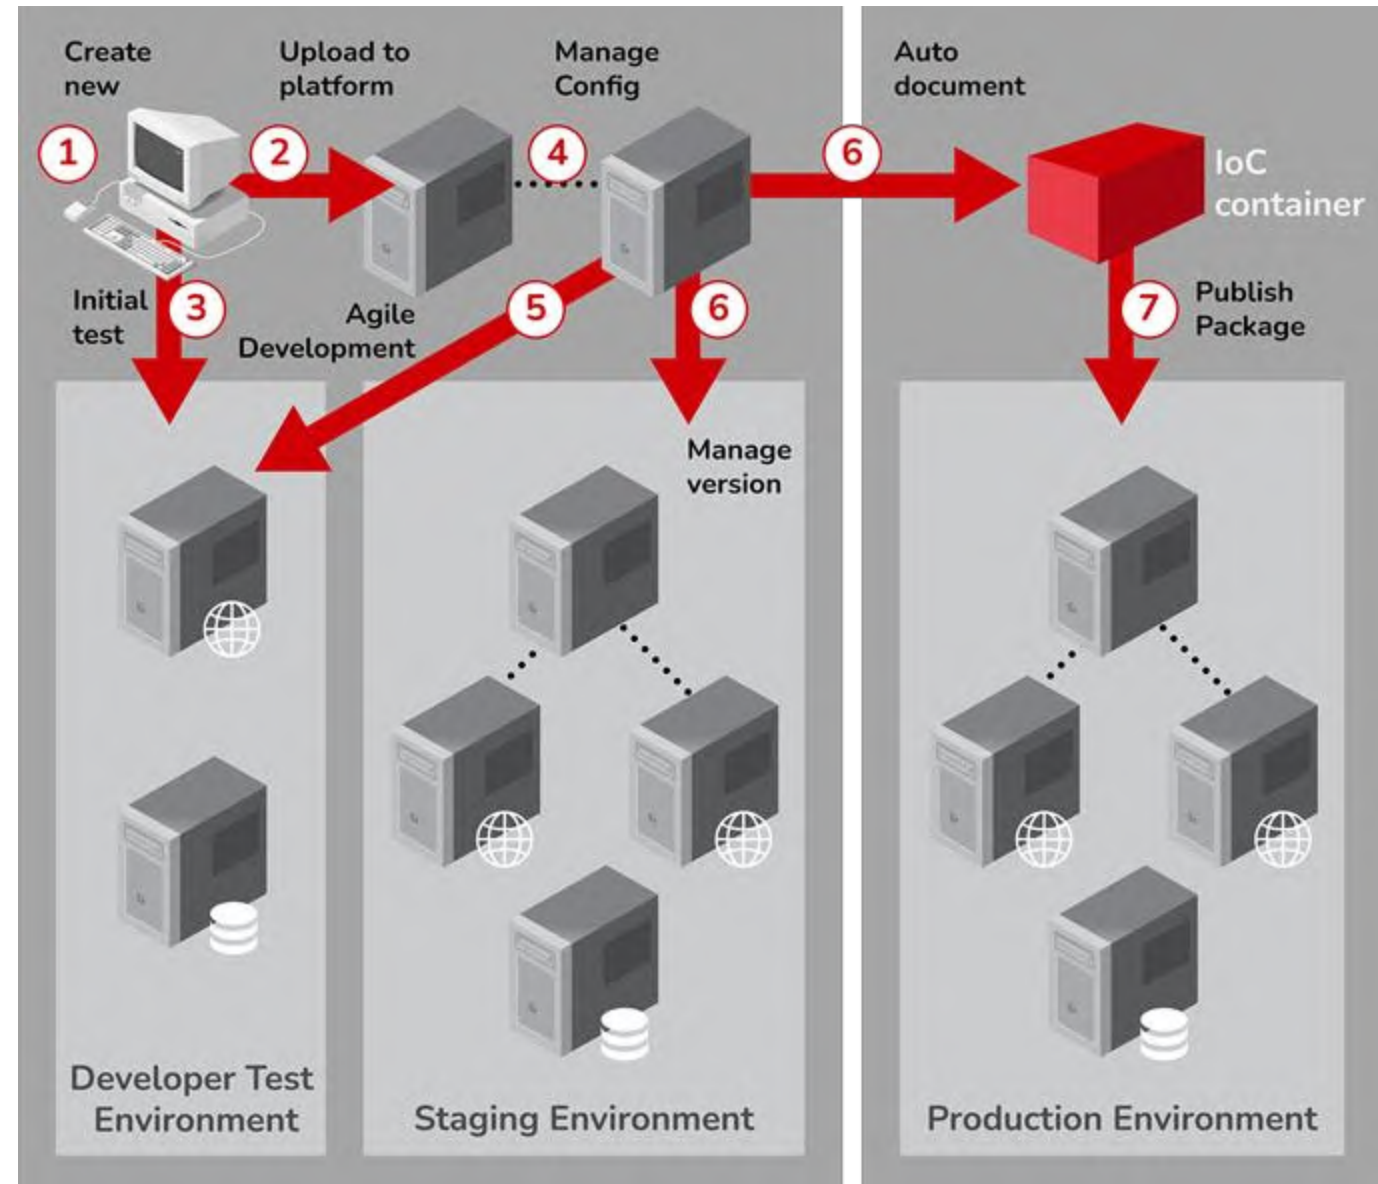 Create
new
Upload to
platform
Manage
Config
Auto
document
1
2
4
6
IoC
container
Initial
test
3
Agile
Development
5
6
7
Publish
Package
Manage
version
Developer Test
Environment
Staging Environment
Production Environment